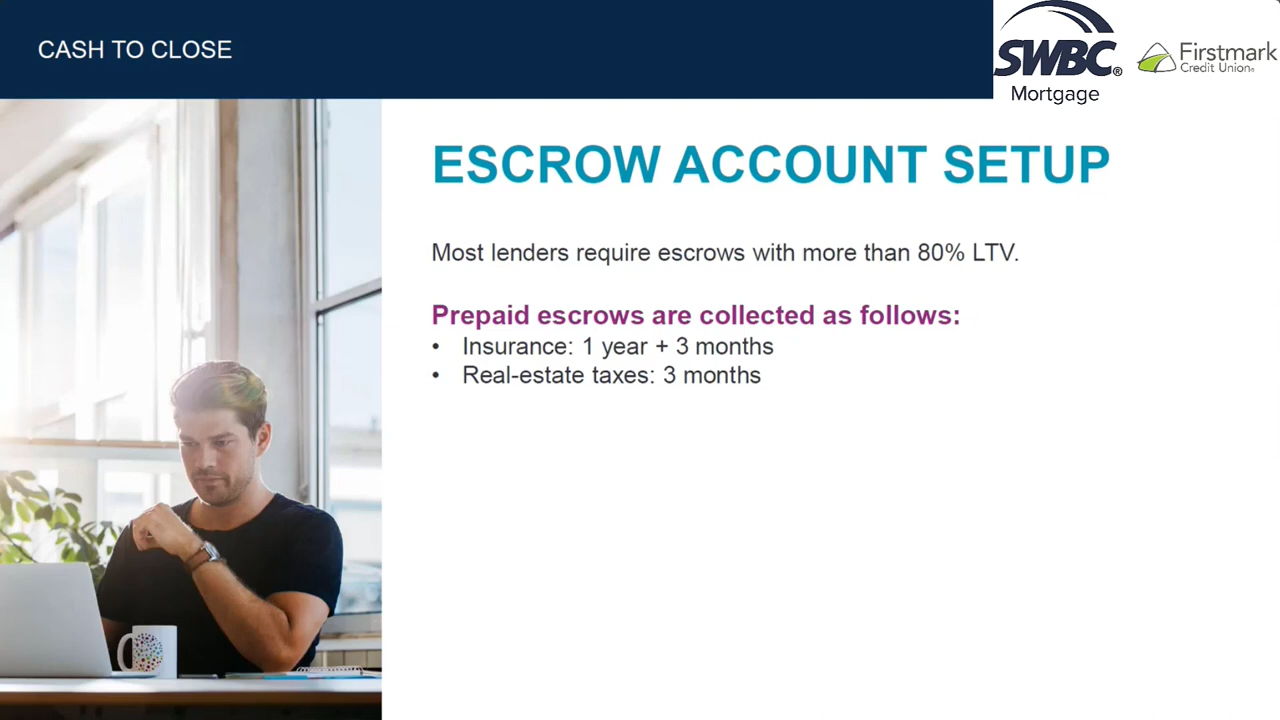 CASH TO CLOSE
SWBC®
Mortgage
Firstmark
Credit Union®
ESCROW ACCOUNT SETUP
Most lenders require escrows with more than 80% LTV.
Prepaid escrows are collected as follows:
• Insurance: 1 year + 3 months
• Real-estate taxes: 3 months